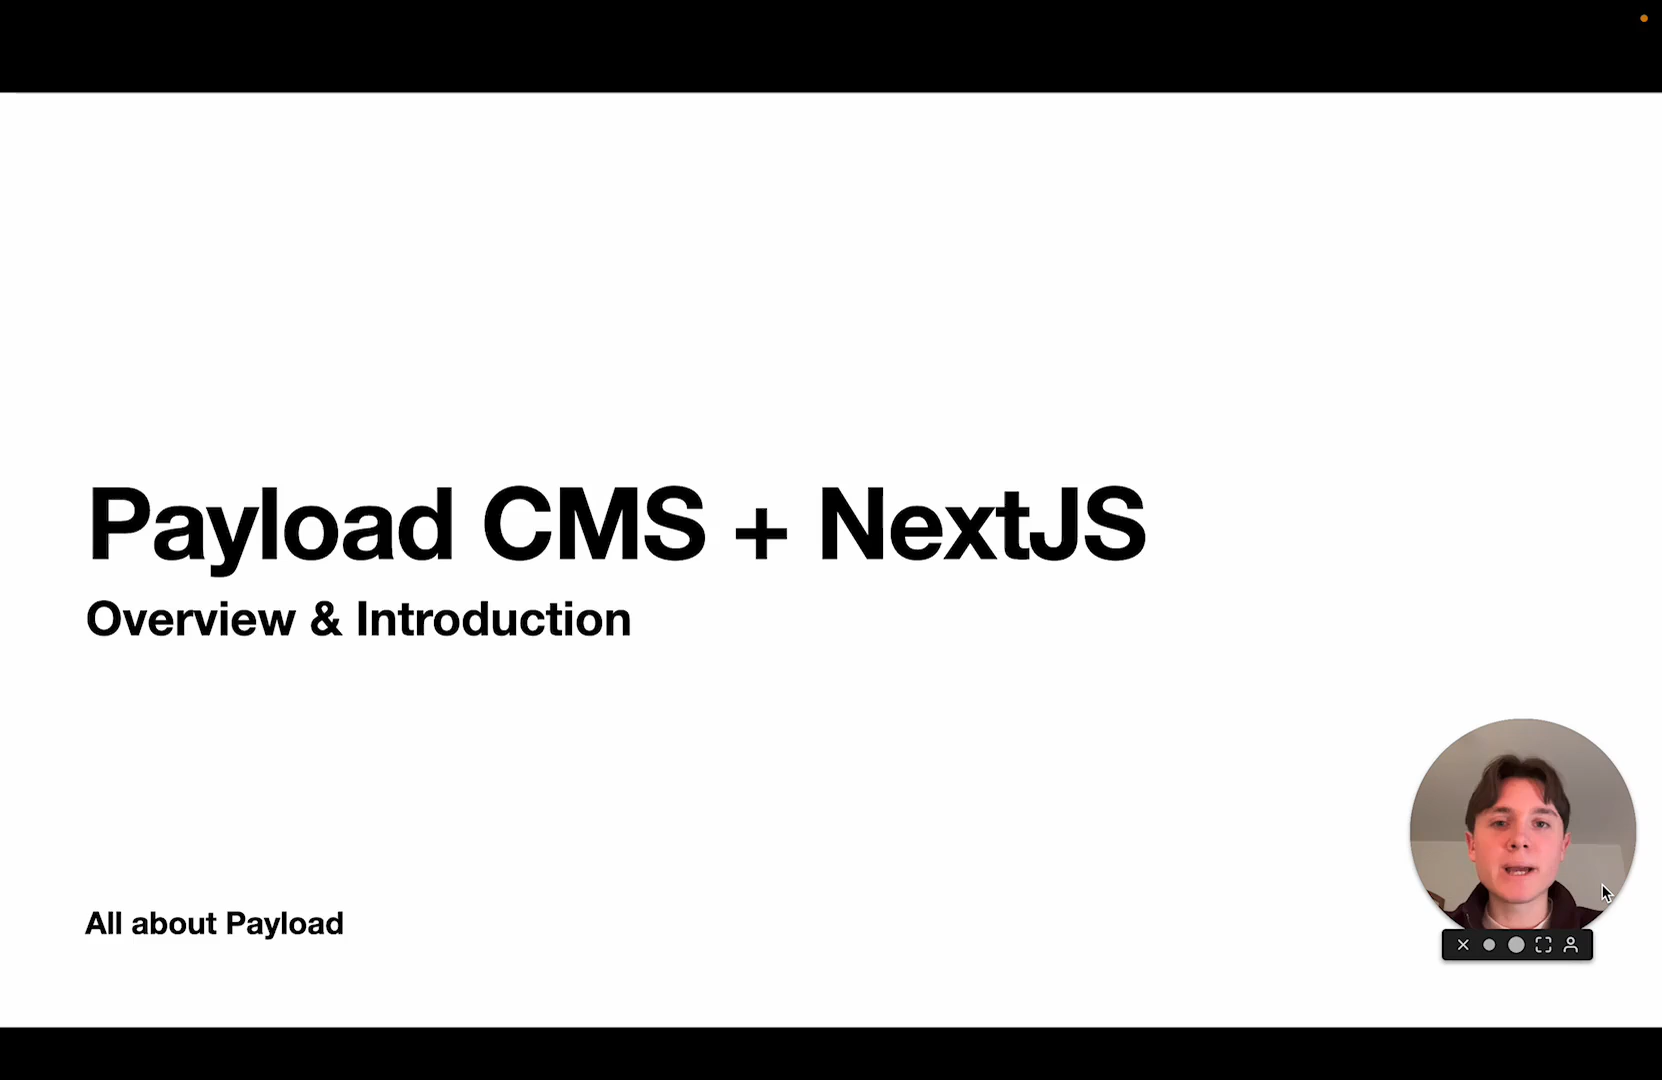 Payload CMS + NextJS
Overview & Introduction
All about Payload